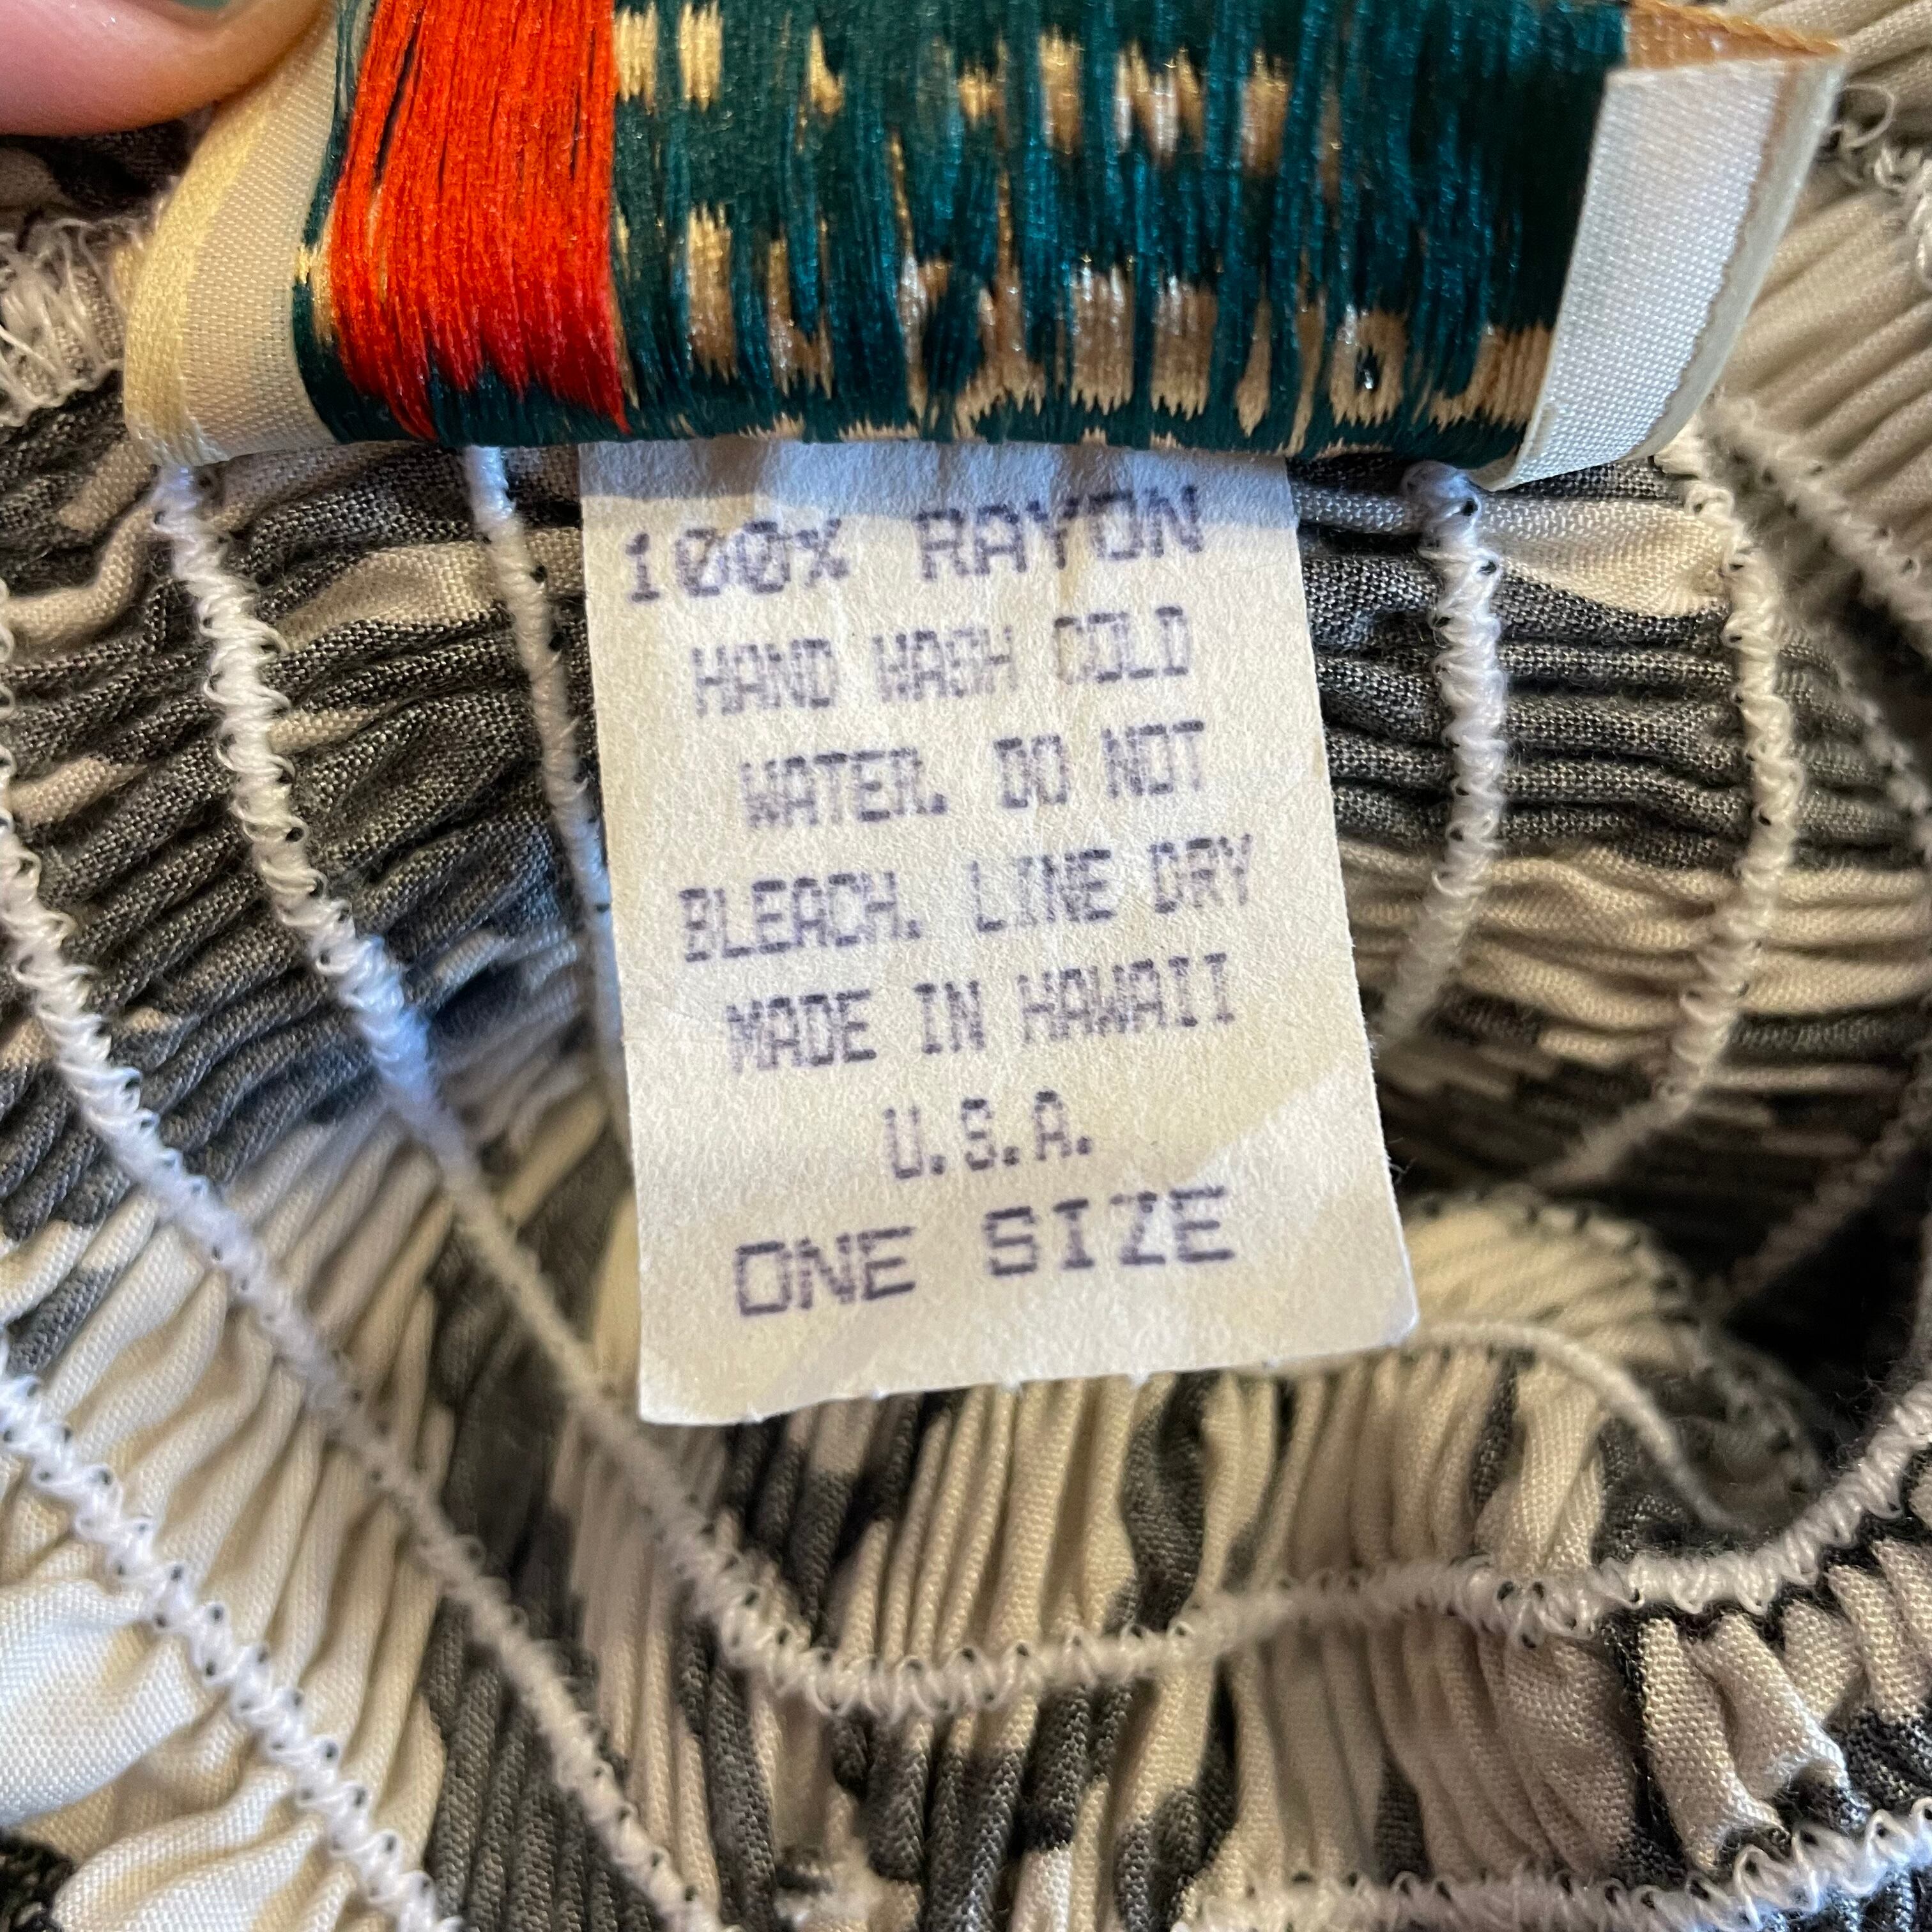 100% RAYON
HAND WASH COLD
WATER. DO NOT
BLEACH. LINE DRY
MADE IN HAWAII
U.S.A.
ONE SIZE